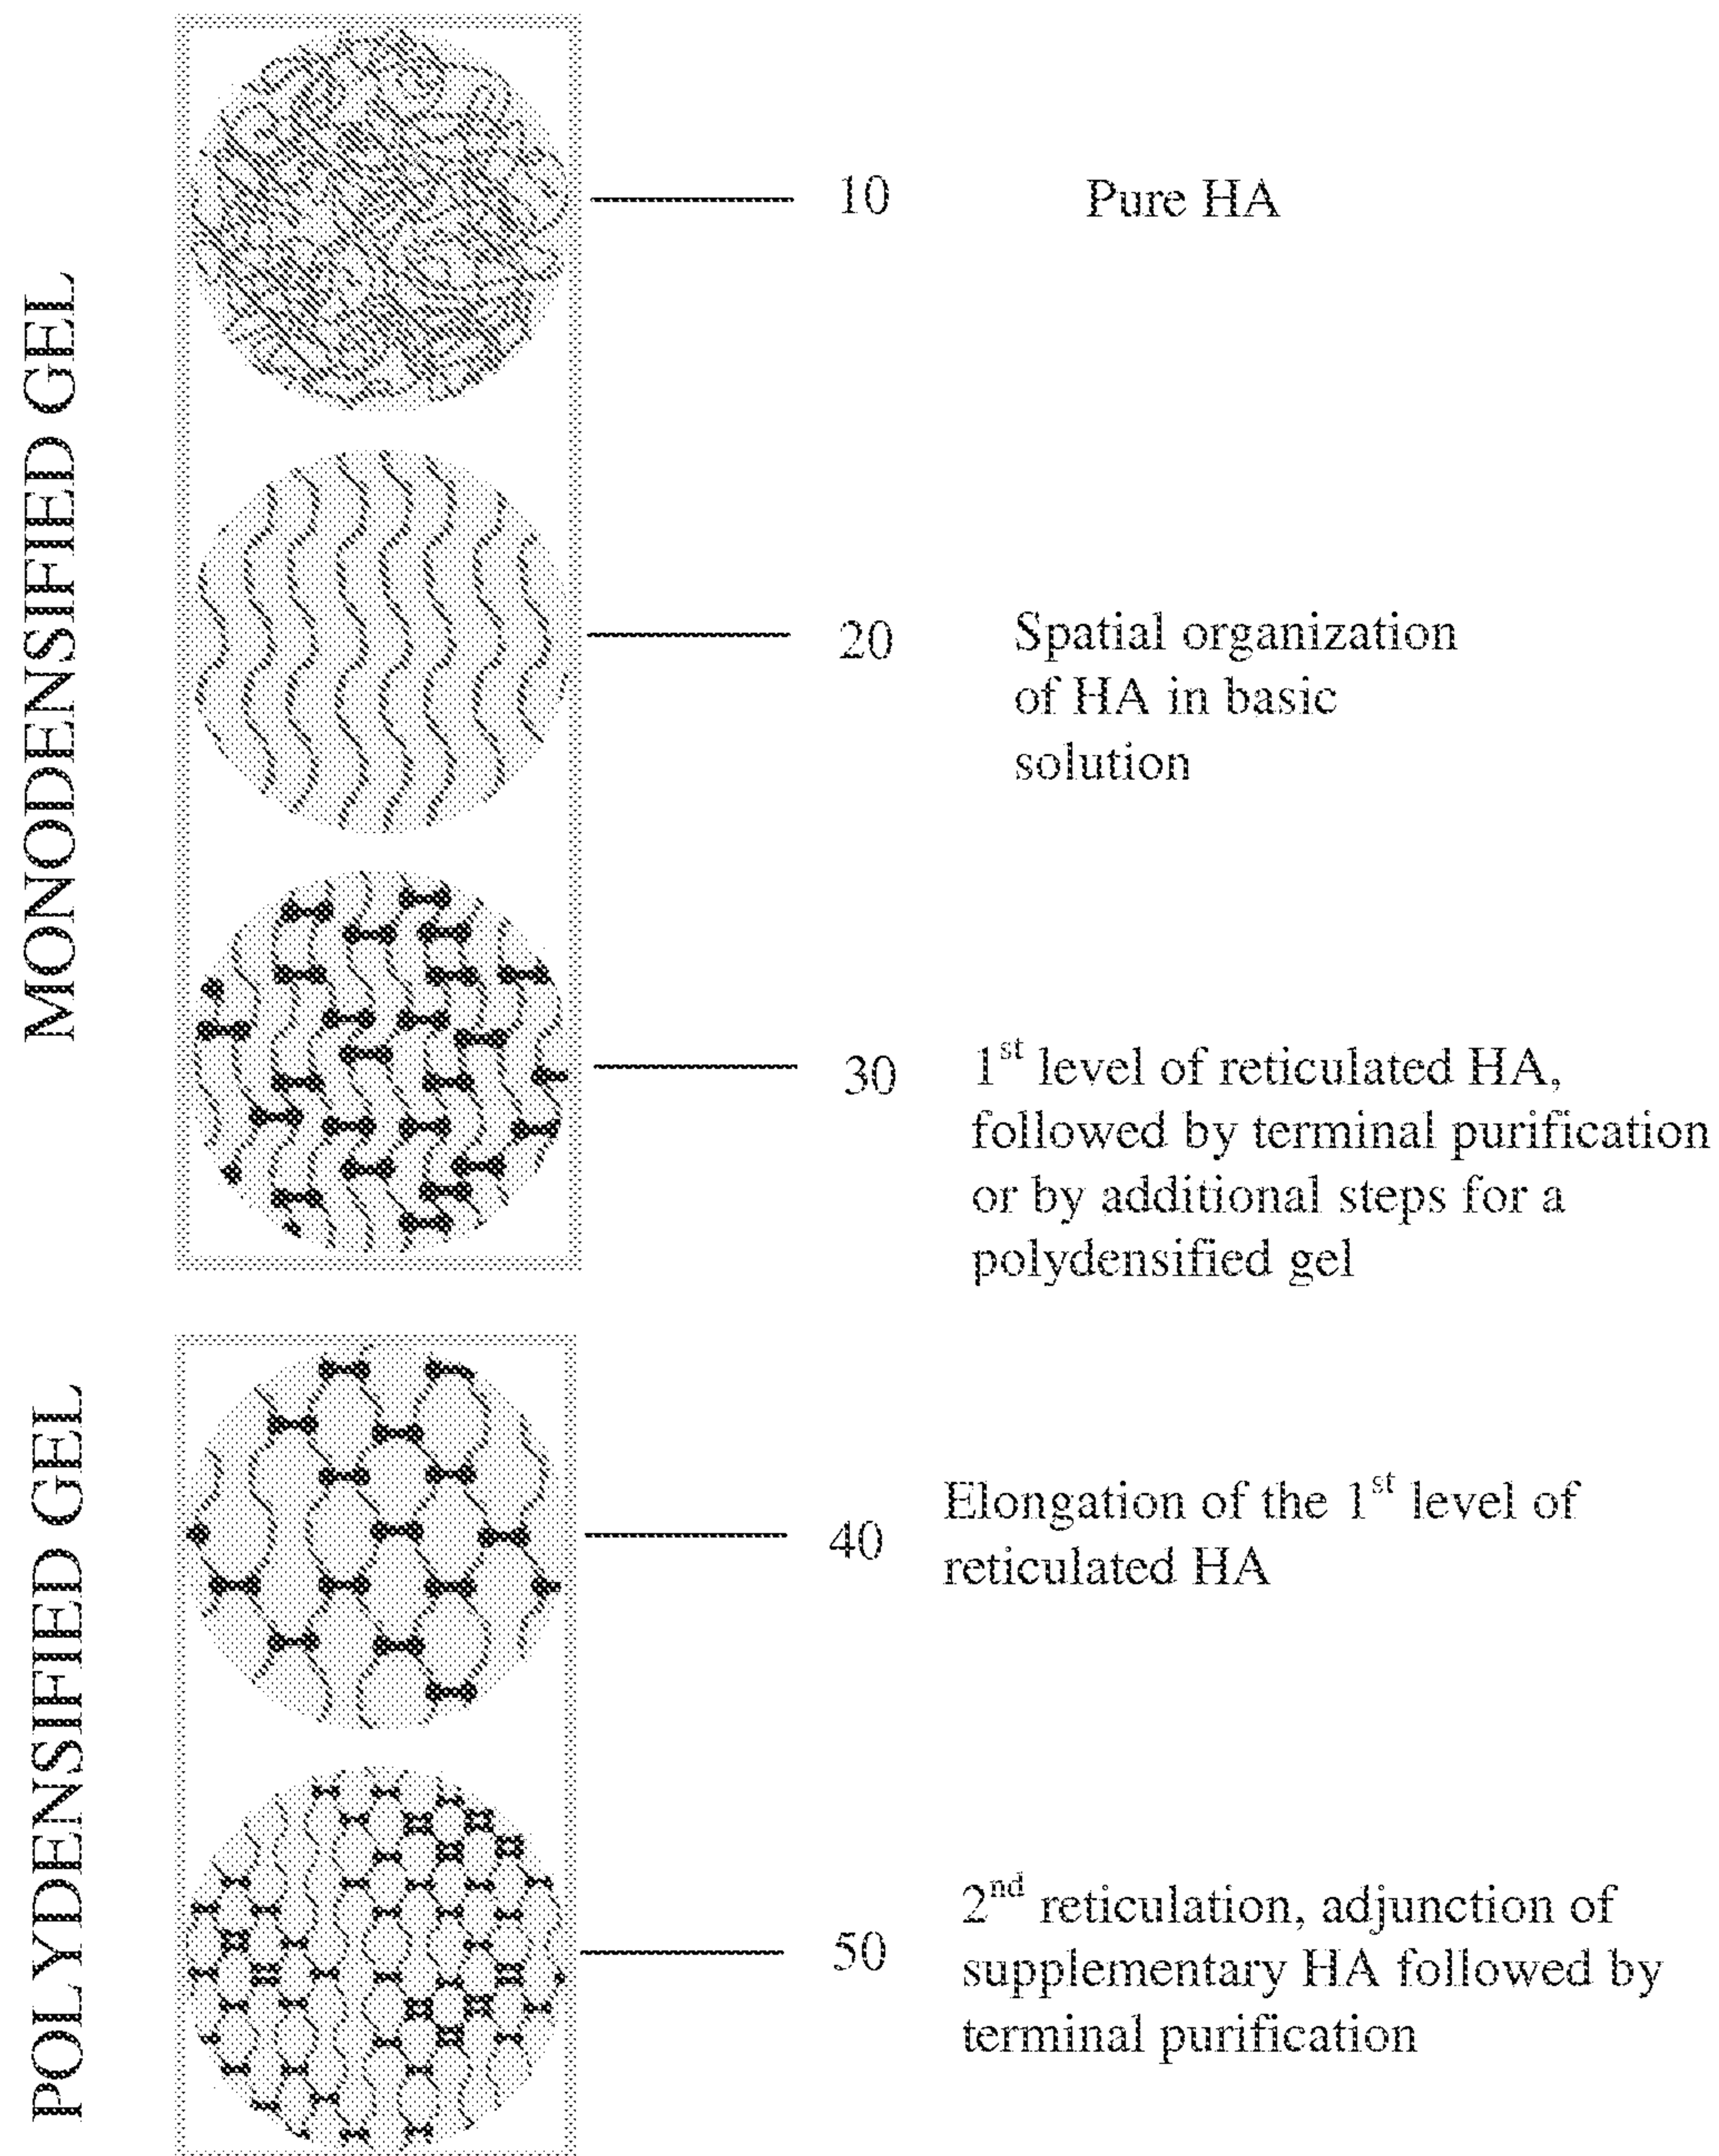 MONODENSIFIED GEL
10 Pure HA
20 Spatial organization
of HA in basic
solution
30 1st level of reticulated HA,
followed by terminal purification
or by additional steps for a
polydensified gel
POLYDENSIFIED GEL
40 Elongation of the 1st level of
reticulated HA
50 2nd reticulation, adjunction of
supplementary HA followed by
terminal purification